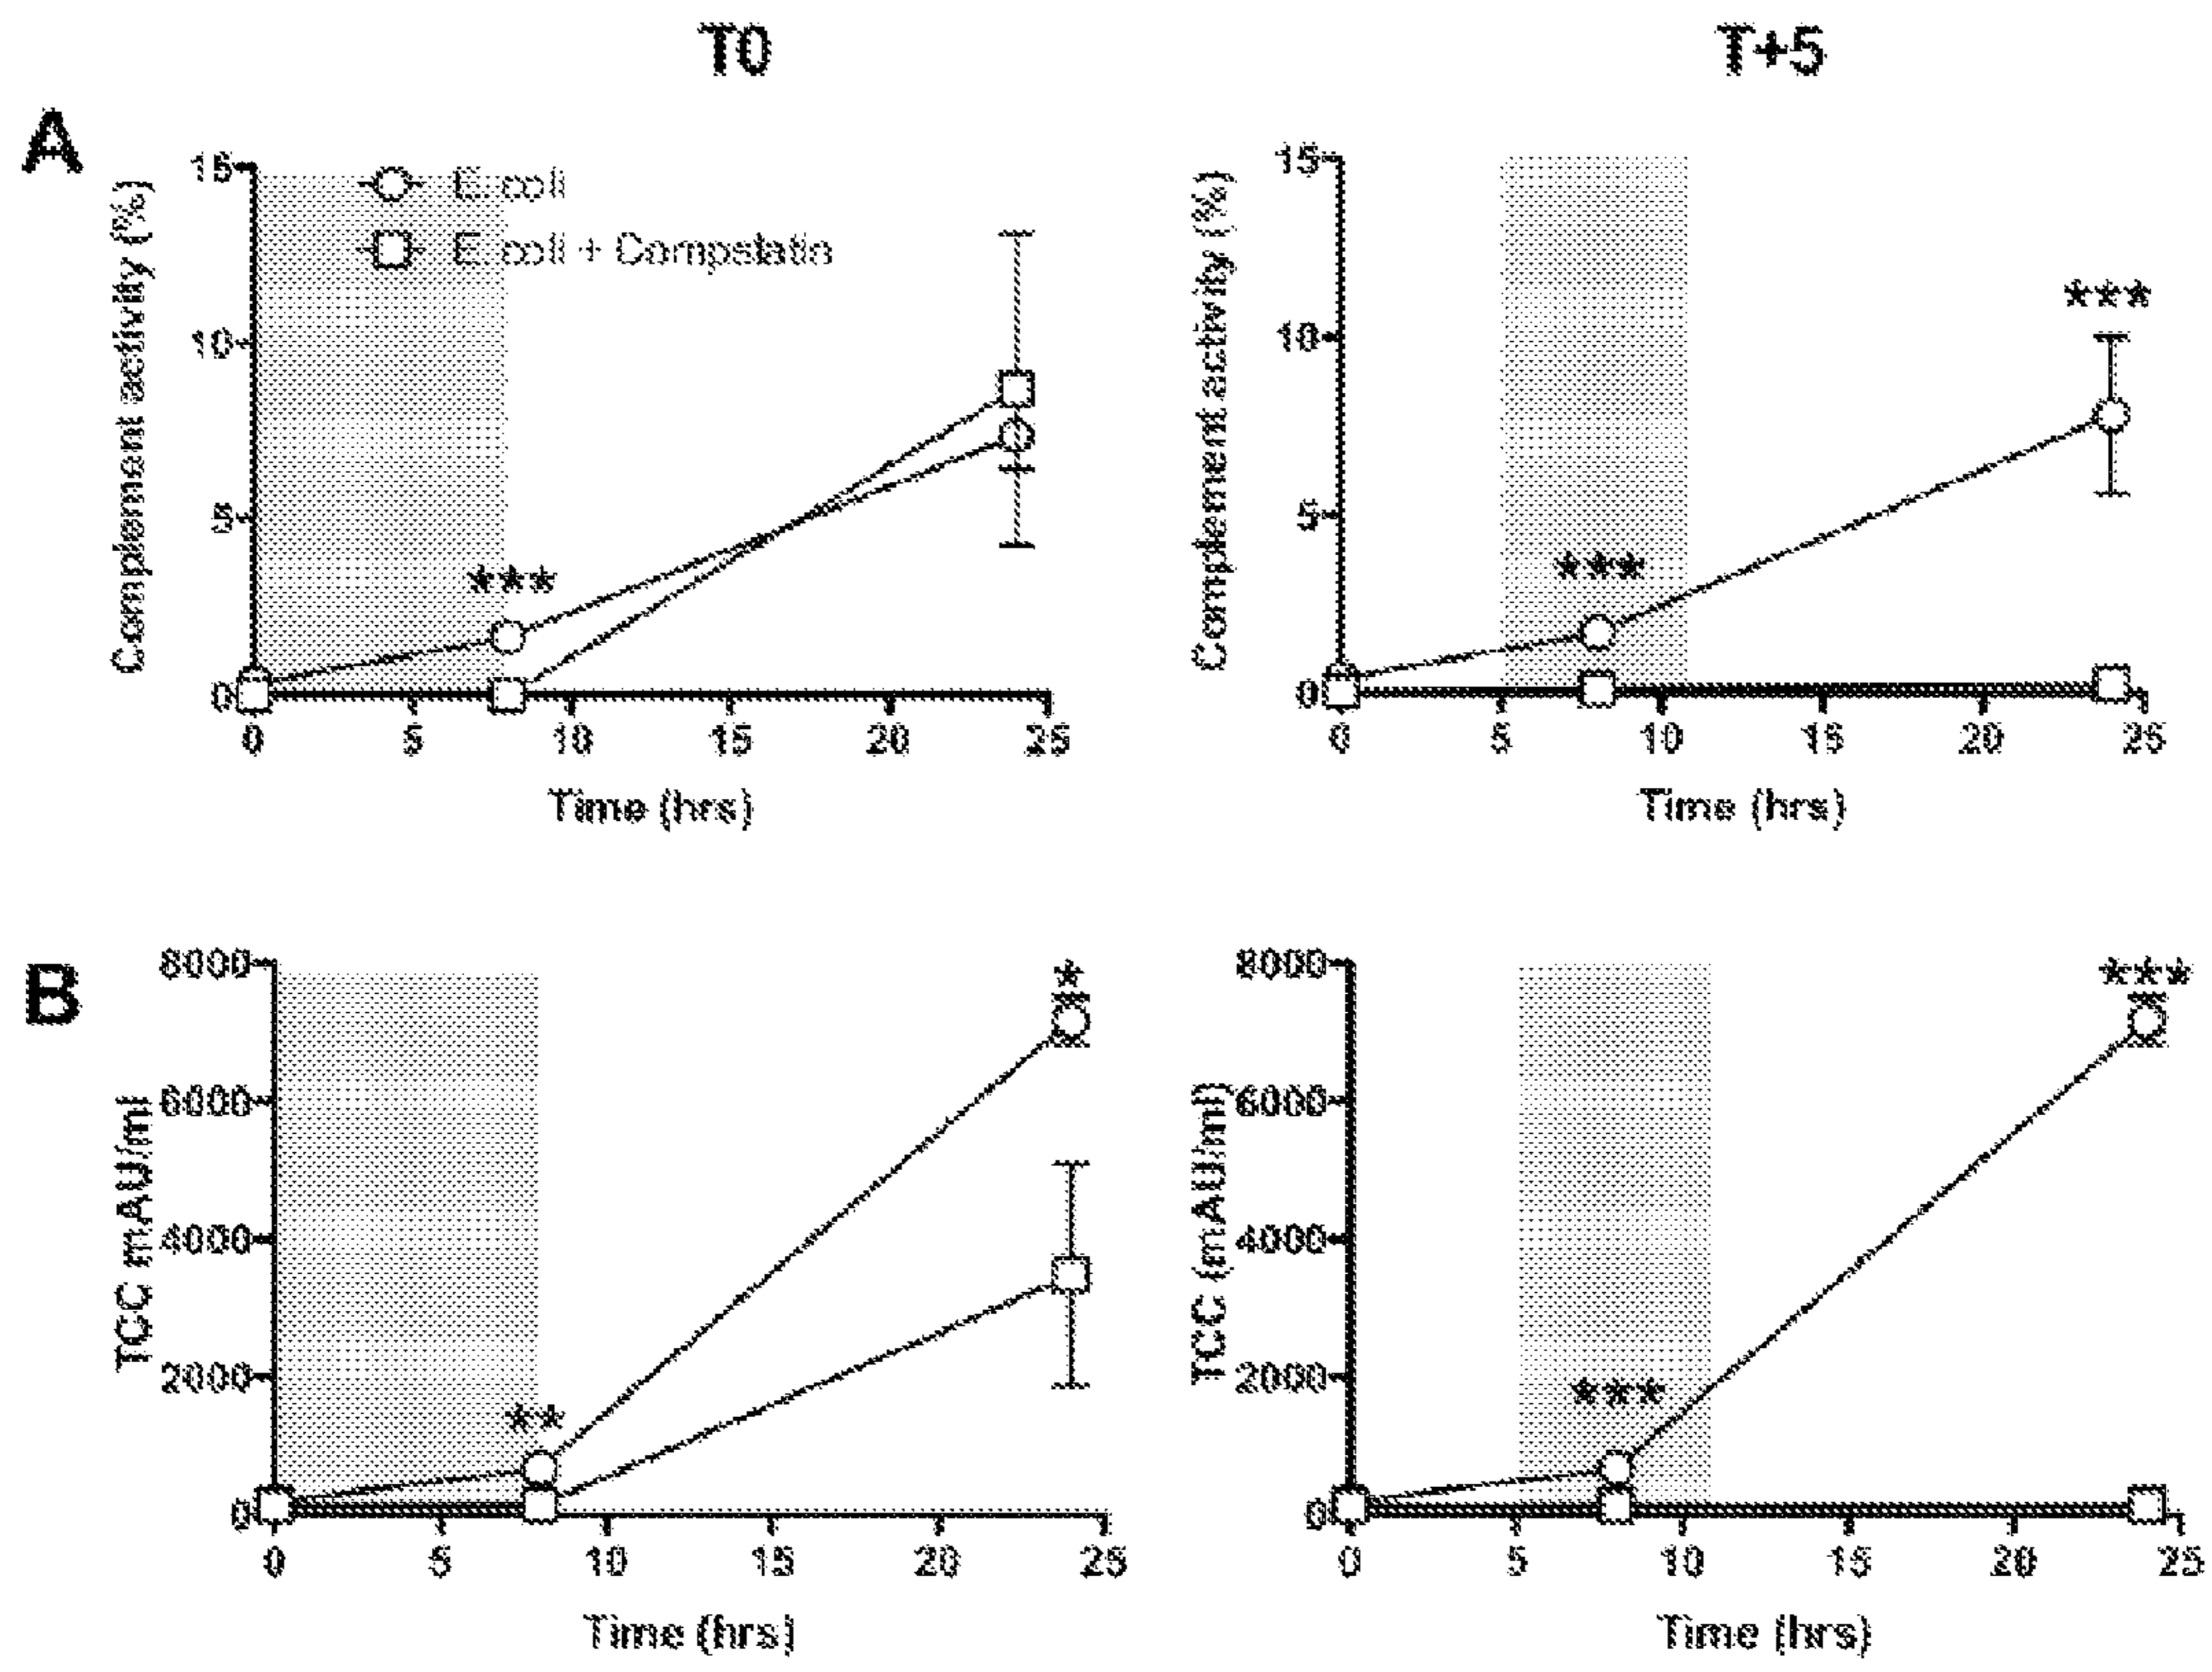 T0
T+5
A
Complement activity (%)
15
10
5
0
E.coli
E.coli + Compstatin
***
0 5 10 15 20 25
Time (hrs)
Complement activity (%)
15
10
5
0
***
***
0 5 10 15 20 25
Time (hrs)
B
TCC mAU/ml
8000
6000
4000
2000
0
**
*
0 5 10 15 20 25
Time (hrs)
TCC (mAU/ml)
8000
6000
4000
2000
0
***
***
0 5 10 15 20 25
Time (hrs)